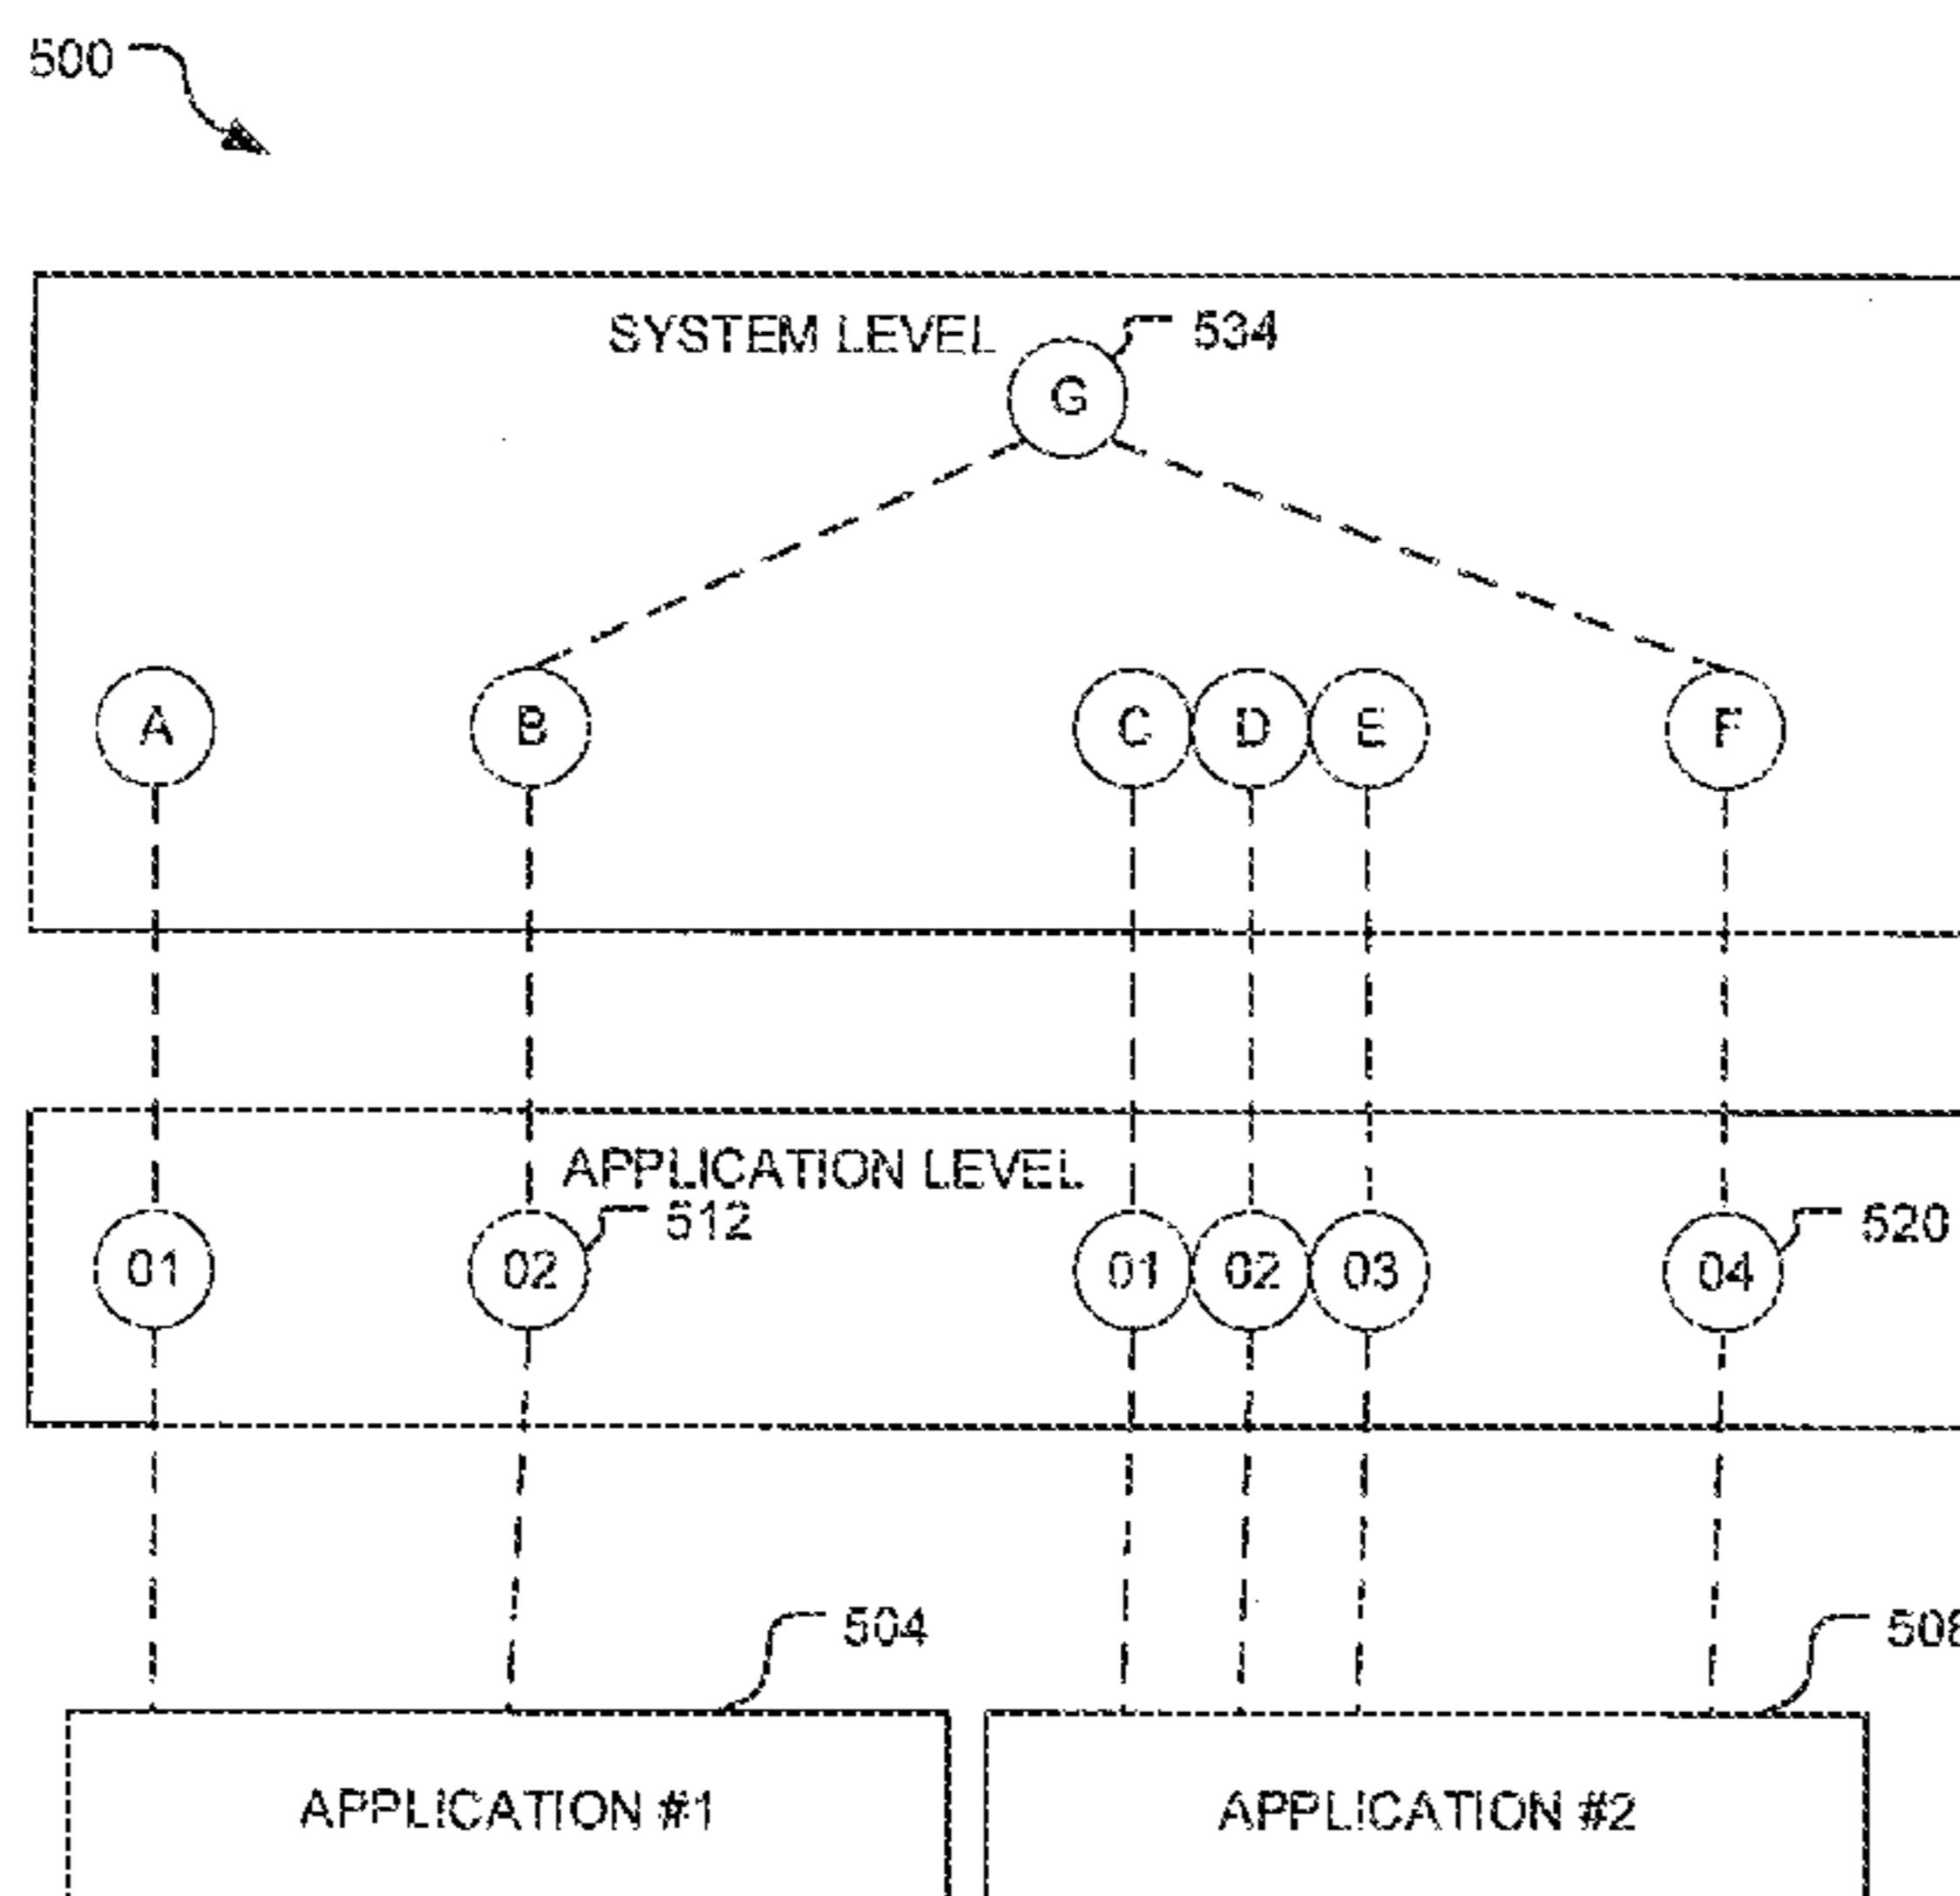 500
SYSTEM LEVEL
534
G
A B C D E F
APPLICATION LEVEL
512
520
01 02 01 02 03 04
504
508
APPLICATION #1
APPLICATION #2